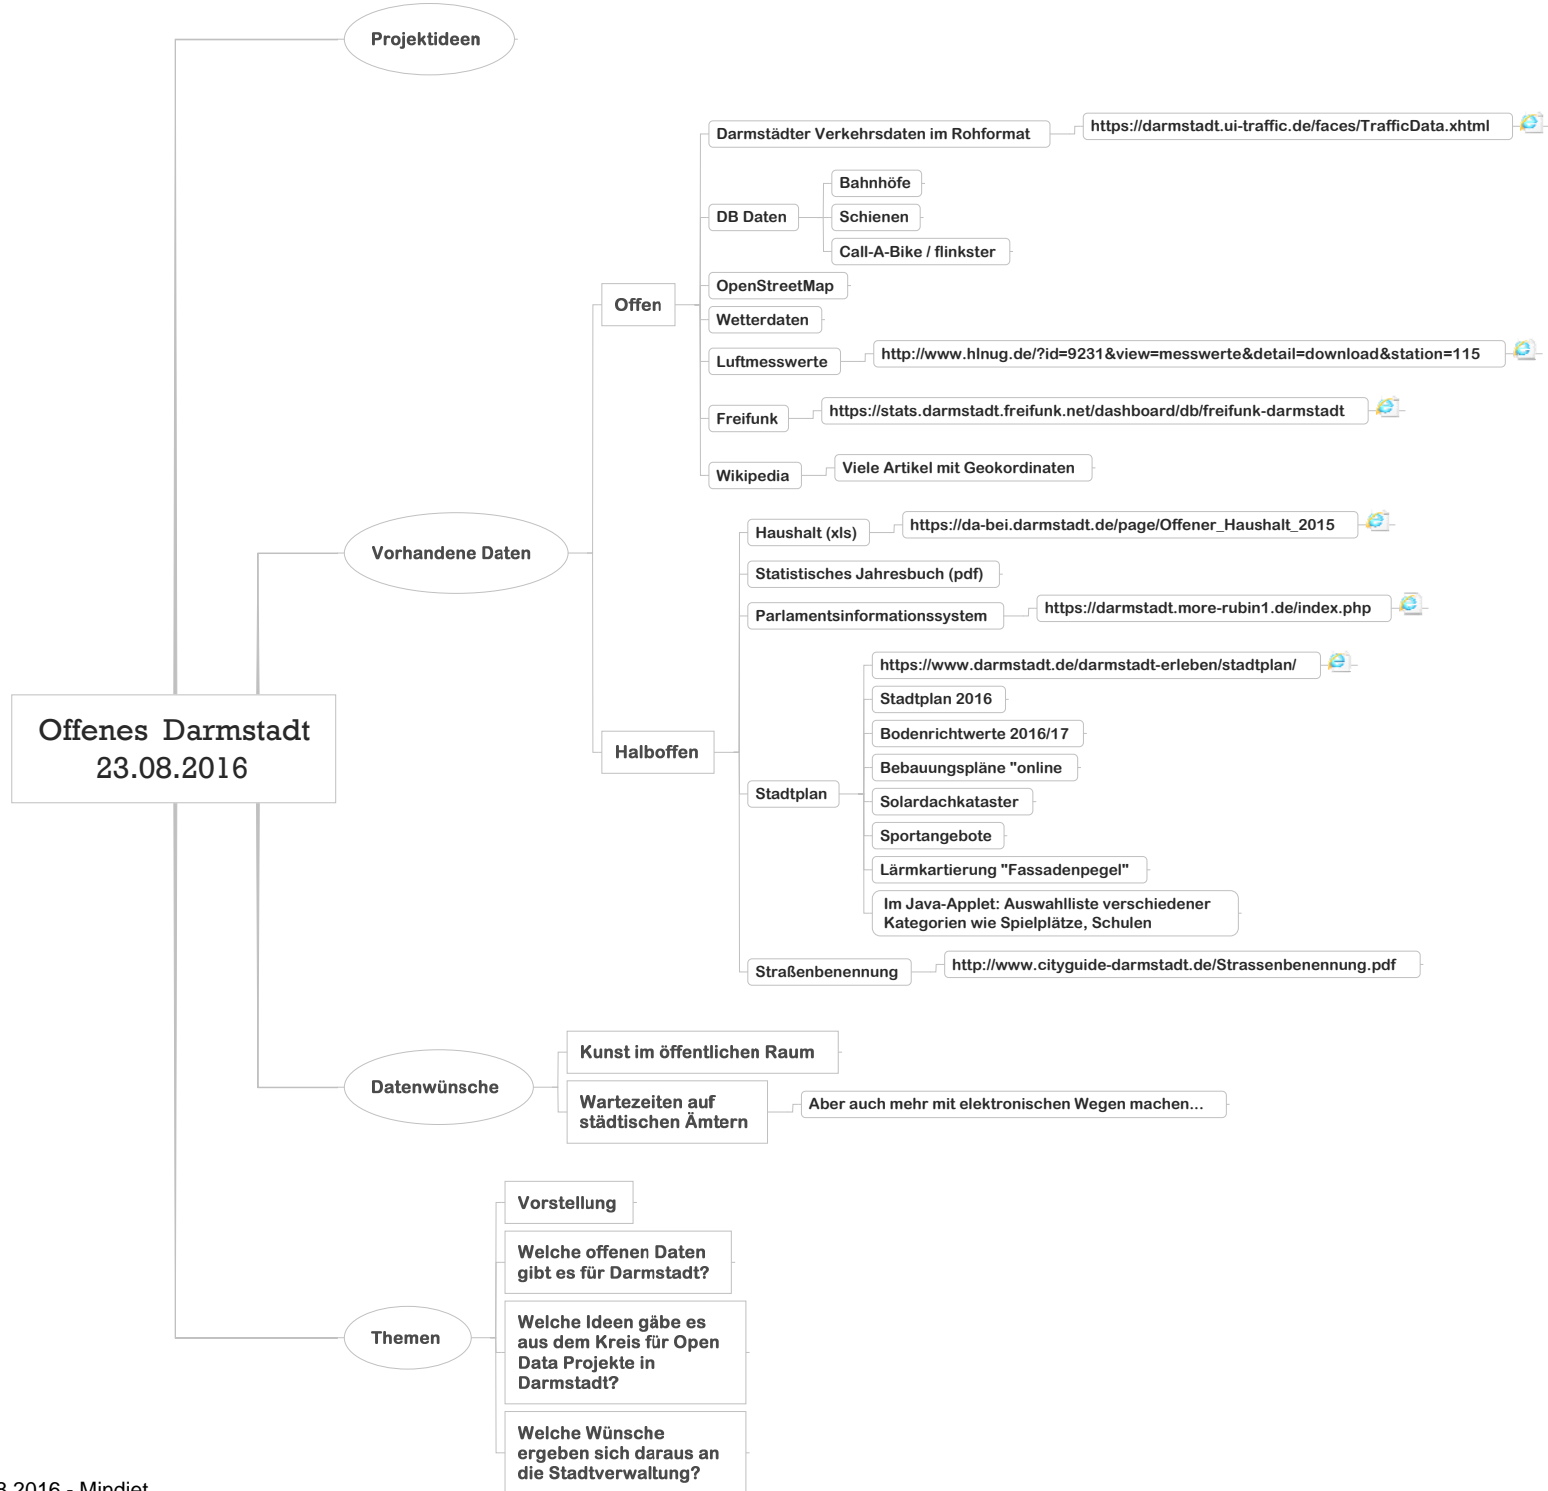 Projektideen
Darmstädter Verkehrsdaten im Rohformat
https://darmstadt.ui-traffic.de/faces/TrafficData.xhtml
DB Daten
Bahnhöfe
Schienen
Call-A-Bike / flinkster
Offen
OpenStreetMap
Wetterdaten
Luftmesswerte
http://www.hlnug.de/?id=9231&view=messwerte&detail=download&station=115
Freifunk
https://stats.darmstadt.freifunk.net/dashboard/db/freifunk-darmstadt
Wikipedia
Viele Artikel mit Geokordinaten
Vorhandene Daten
Haushalt (xls)
https://da-bei.darmstadt.de/page/Offener_Haushalt_2015
Statistisches Jahresbuch (pdf)
Parlamentsinformationssystem
https://darmstadt.more-rubin1.de/index.php
Halboffen
Stadtplan
https://www.darmstadt.de/darmstadt-erleben/stadtplan/
Stadtplan 2016
Bodenrichtwerte 2016/17
Bebauungspläne "online
Solardachkataster
Sportangebote
Lärmkartierung "Fassadenpegel"
Im Java-Applet: Auswahlliste verschiedener
Kategorien wie Spielplätze, Schulen
Straßenbenennung
http://www.cityguide-darmstadt.de/Strassenbenennung.pdf
Offenes Darmstadt
23.08.2016
Datenwünsche
Kunst im öffentlichen Raum
Wartezeiten auf
städtischen Ämtern
Aber auch mehr mit elektronischen Wegen machen...
Themen
Vorstellung
Welche offenen Daten
gibt es für Darmstadt?
Welche Ideen gäbe es
aus dem Kreis für Open
Data Projekte in
Darmstadt?
Welche Wünsche
ergeben sich daraus an
die Stadtverwaltung?
8.2016 - Mindjet